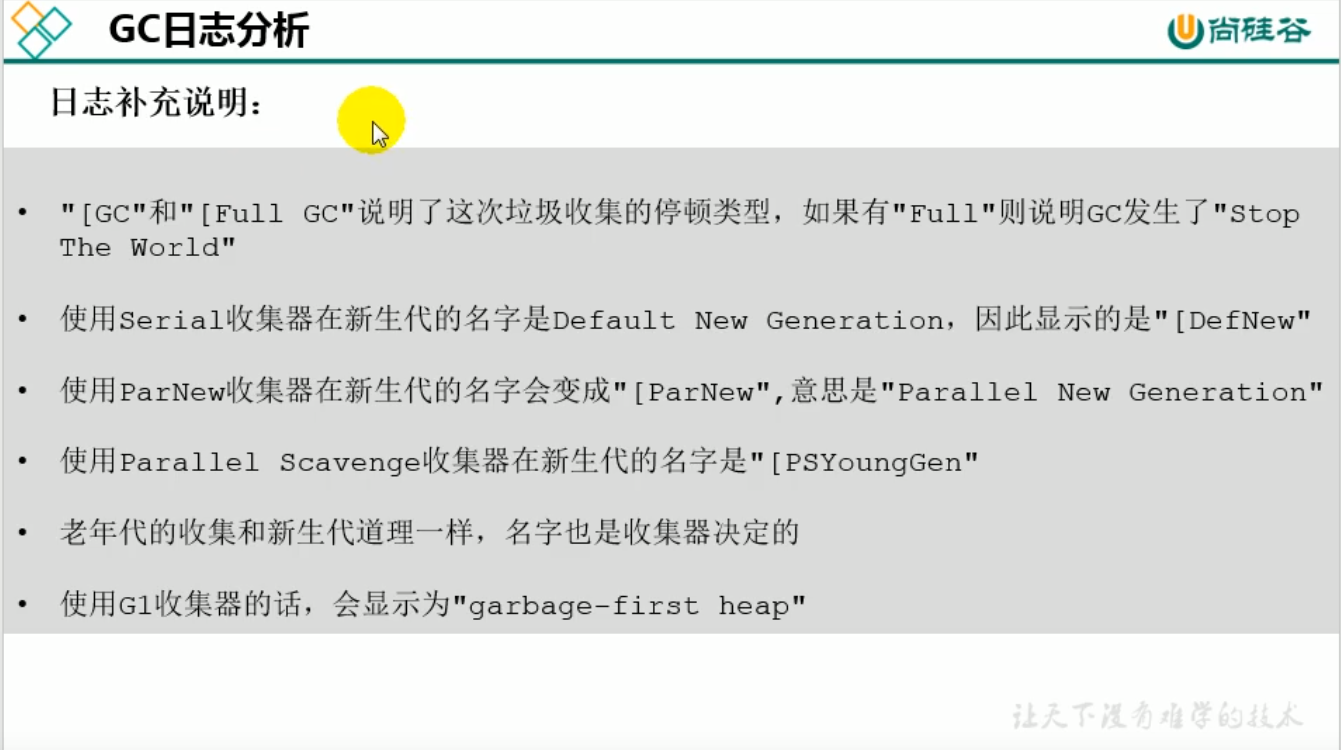 GC日志分析
尚硅谷
日志补充说明：
• "[GC"和"[Full GC"说明了这次垃圾收集的停顿类型，如果有"Full"则说明GC发生了"Stop
The World"
• 使用Serial收集器在新生代的名字是Default New Generation，因此显示的是"[DefNew"
• 使用ParNew收集器在新生代的名字会变成"[ParNew",意思是"Parallel New Generation"
• 使用Parallel Scavenge收集器在新生代的名字是"[PSYoungGen"
• 老年代的收集和新生代道理一样，名字也是收集器决定的
• 使用G1收集器的话，会显示为"garbage-first heap"
让天下没有难学的技术